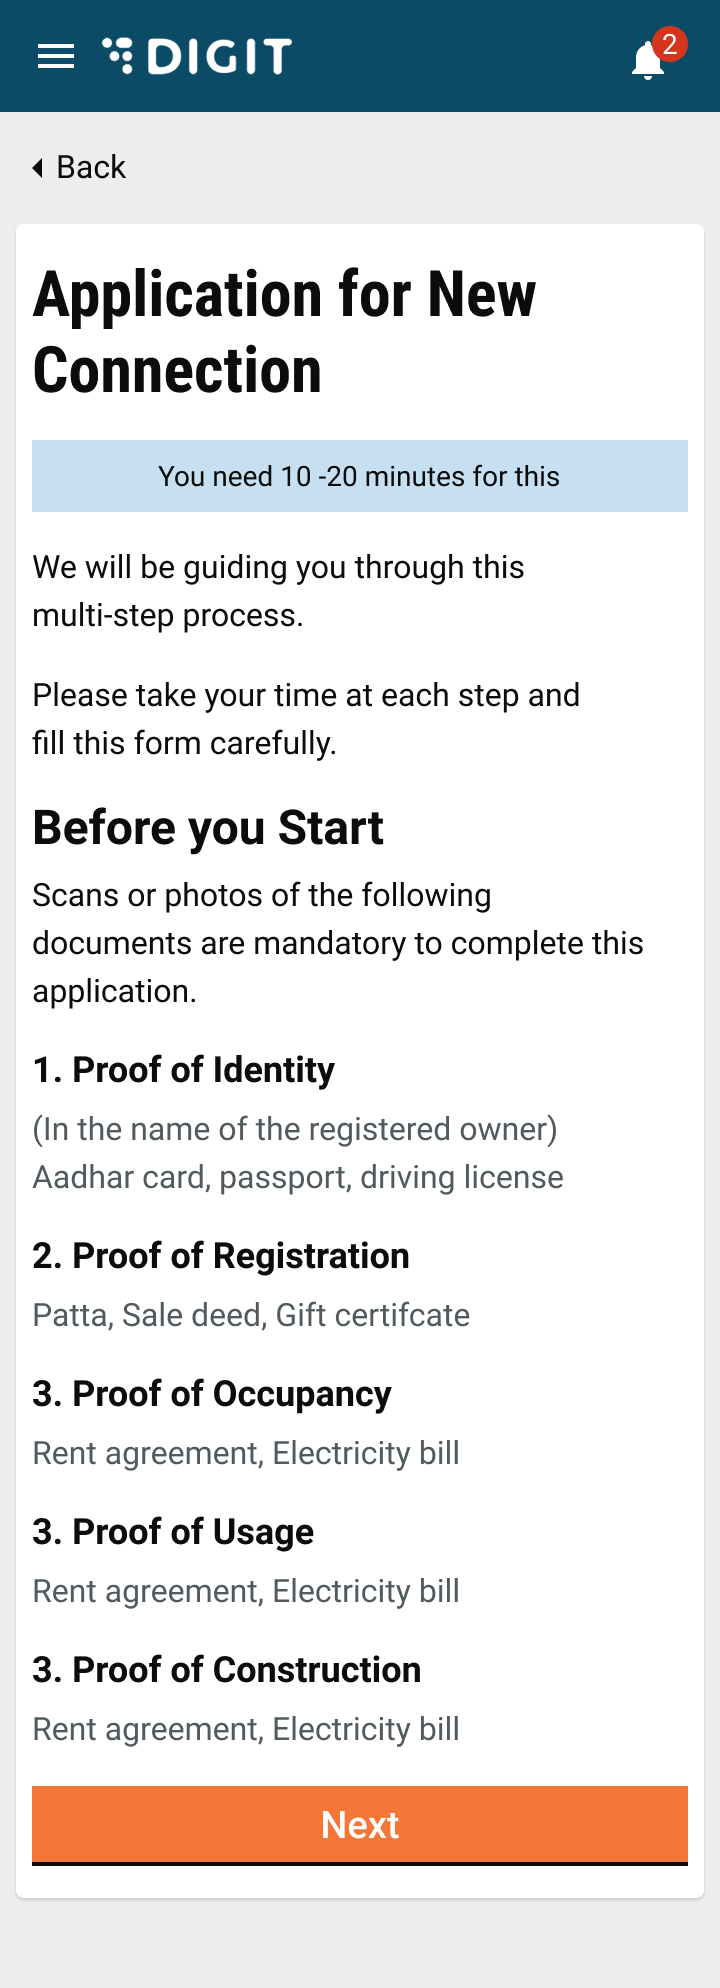 DIGIT
2
Back
Application for New
Connection
You need 10 -20 minutes for this
We will be guiding you through this
multi-step process.
Please take your time at each step and
fill this form carefully.
Before you Start
Scans or photos of the following
documents are mandatory to complete this
application.
1. Proof of Identity
(In the name of the registered owner)
Aadhar card, passport, driving license
2. Proof of Registration
Patta, Sale deed, Gift certifcate
3. Proof of Occupancy
Rent agreement, Electricity bill
3. Proof of Usage
Rent agreement, Electricity bill
3. Proof of Construction
Rent agreement, Electricity bill
Next